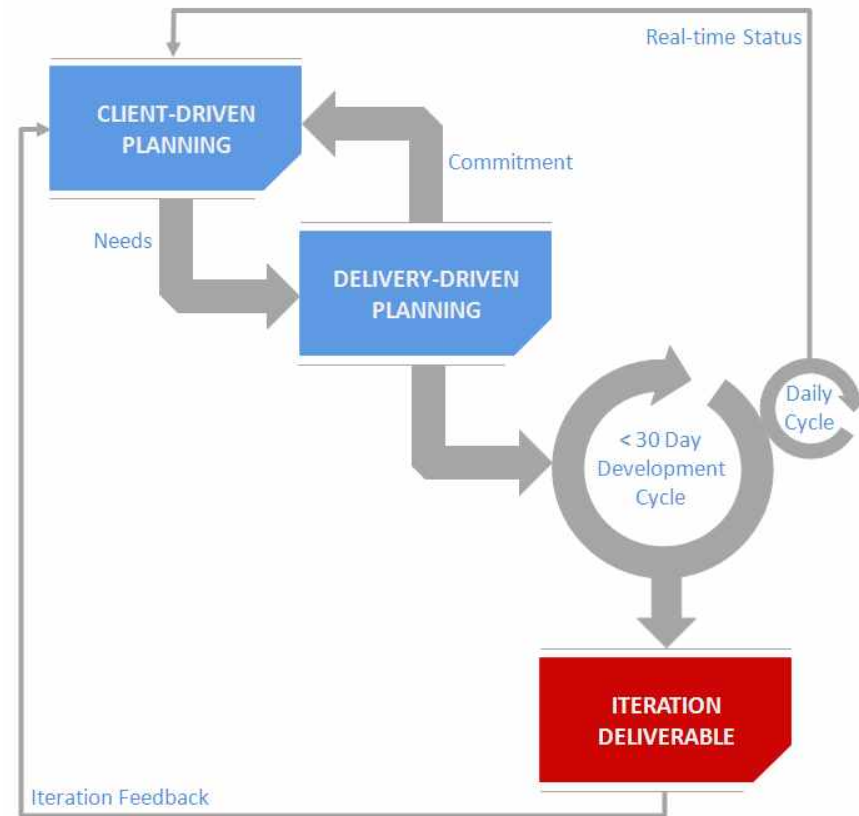 Real-time Status
CLIENT-DRIVEN
PLANNING
Commitment
Needs
DELIVERY-DRIVEN
PLANNING
Daily
Cycle
< 30 Day
Development
Cycle
ITERATION
DELIVERABLE
Iteration Feedback